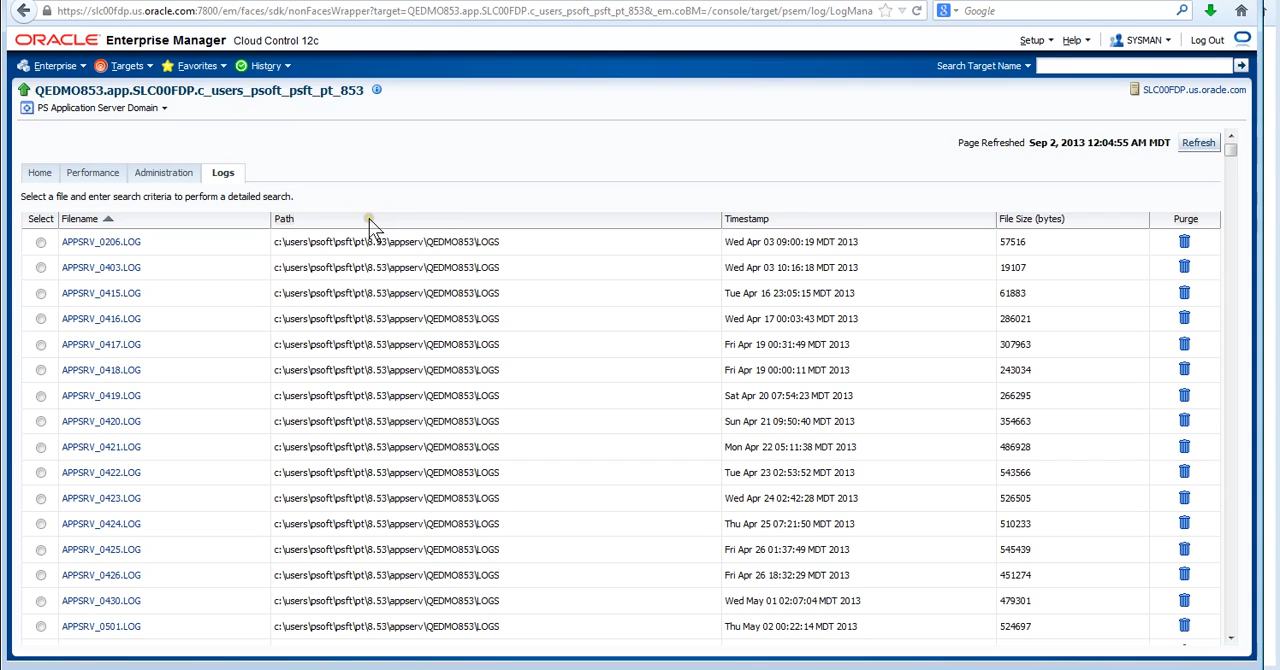 https://slc00fdp.us.oracle.com:7800/em/faces/sdk/nonFacesWrapper?target=QEDMO853.app.SLC00FDP.c_users_psoft_psft_pt_853&_em.coBM=/console/target/psem/log/LogMana Google
ORACLE Enterprise Manager Cloud Control 12c Setup Help SYSMAN Log Out
Enterprise Targets Favorites History Search Target Name
QEDMO853.app.SLC00FDP.c_users_psoft_psft_pt_853 SLC00FDP.us.oracle.com
PS Application Server Domain
Page Refreshed Sep 2, 2013 12:04:55 AM MDT Refresh
Home Performance Administration Logs
Select a file and enter search criteria to perform a detailed search.
Select Filename Path Timestamp File Size (bytes) Purge
APPSRV_0206.LOG c:\users\psoft\psft\pt\8.53\appserv\QEDMO853\LOGS Wed Apr 03 09:00:19 MDT 2013 57516
APPSRV_0403.LOG c:\users\psoft\psft\pt\8.53\appserv\QEDMO853\LOGS Wed Apr 03 10:16:18 MDT 2013 19107
APPSRV_0415.LOG c:\users\psoft\psft\pt\8.53\appserv\QEDMO853\LOGS Tue Apr 16 23:05:15 MDT 2013 61883
APPSRV_0416.LOG c:\users\psoft\psft\pt\8.53\appserv\QEDMO853\LOGS Wed Apr 17 00:03:43 MDT 2013 286021
APPSRV_0417.LOG c:\users\psoft\psft\pt\8.53\appserv\QEDMO853\LOGS Fri Apr 19 00:31:49 MDT 2013 307963
APPSRV_0418.LOG c:\users\psoft\psft\pt\8.53\appserv\QEDMO853\LOGS Fri Apr 19 00:00:11 MDT 2013 243034
APPSRV_0419.LOG c:\users\psoft\psft\pt\8.53\appserv\QEDMO853\LOGS Sat Apr 20 07:54:23 MDT 2013 266295
APPSRV_0420.LOG c:\users\psoft\psft\pt\8.53\appserv\QEDMO853\LOGS Sun Apr 21 09:50:40 MDT 2013 354663
APPSRV_0421.LOG c:\users\psoft\psft\pt\8.53\appserv\QEDMO853\LOGS Mon Apr 22 05:11:38 MDT 2013 486928
APPSRV_0422.LOG c:\users\psoft\psft\pt\8.53\appserv\QEDMO853\LOGS Tue Apr 23 02:53:52 MDT 2013 543566
APPSRV_0423.LOG c:\users\psoft\psft\pt\8.53\appserv\QEDMO853\LOGS Wed Apr 24 02:42:28 MDT 2013 526505
APPSRV_0424.LOG c:\users\psoft\psft\pt\8.53\appserv\QEDMO853\LOGS Thu Apr 25 07:21:50 MDT 2013 510233
APPSRV_0425.LOG c:\users\psoft\psft\pt\8.53\appserv\QEDMO853\LOGS Fri Apr 26 01:37:49 MDT 2013 545439
APPSRV_0426.LOG c:\users\psoft\psft\pt\8.53\appserv\QEDMO853\LOGS Fri Apr 26 18:32:29 MDT 2013 451274
APPSRV_0430.LOG c:\users\psoft\psft\pt\8.53\appserv\QEDMO853\LOGS Wed May 01 02:07:04 MDT 2013 479301
APPSRV_0501.LOG c:\users\psoft\psft\pt\8.53\appserv\QEDMO853\LOGS Thu May 02 00:22:14 MDT 2013 524697